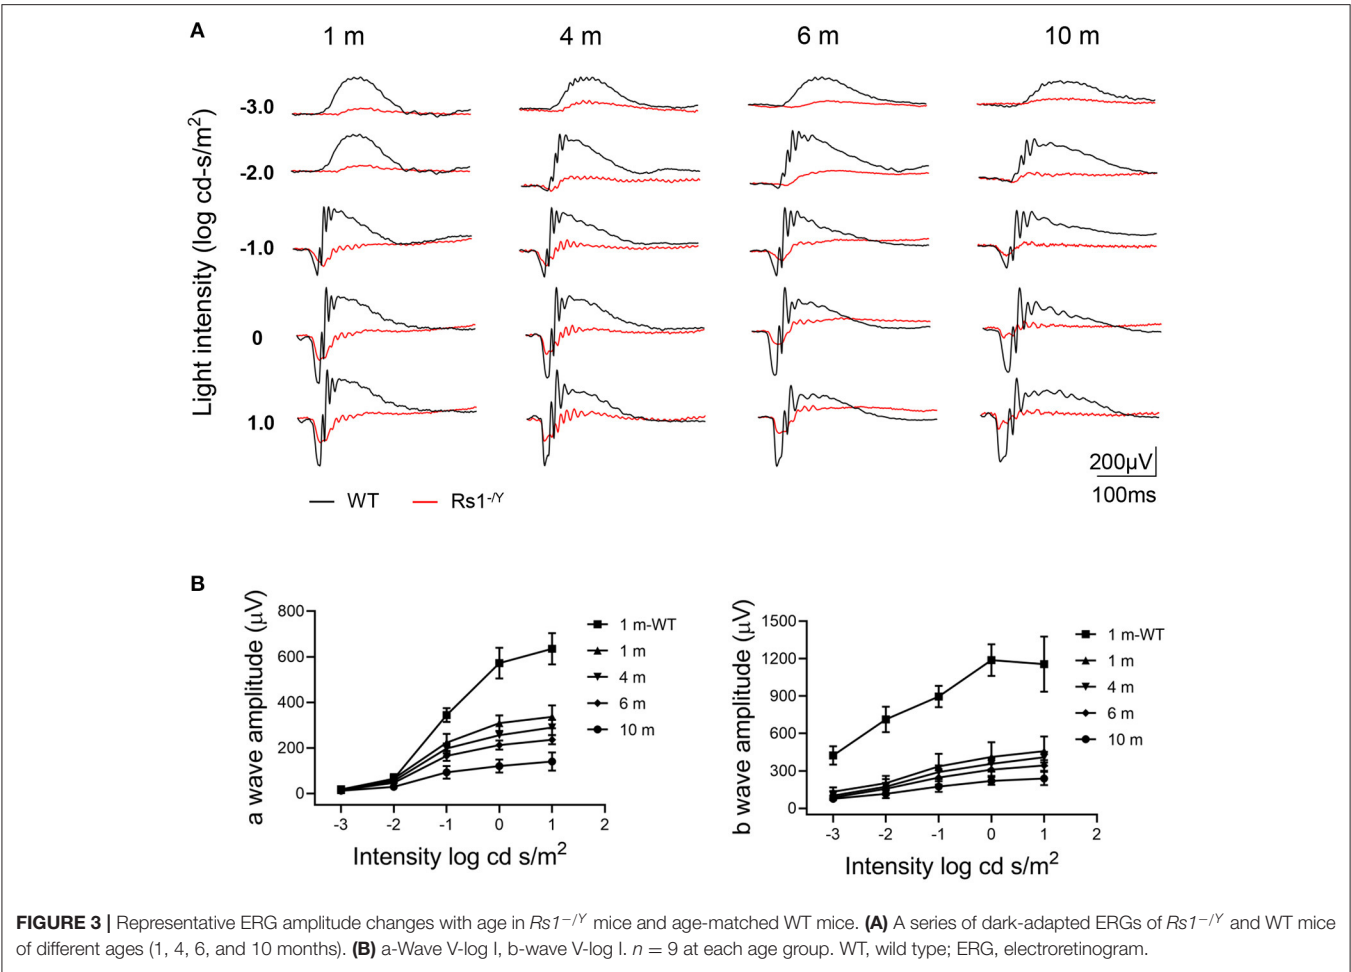 A
1 m 4 m 6 m 10 m
Light intensity (log cd-s/m²)
-3.0
-2.0
-1.0
0
1.0
200µV
100ms
WT Rs1-/Y
B
a wave amplitude (µV)
800
600
400
200
0
-3 -2 -1 0 1 2
Intensity log cd s/m²
1 m-WT
1 m
4 m
6 m
10 m
b wave amplitude (µV)
1500
1200
900
600
300
0
-3 -2 -1 0 1 2
Intensity log cd s/m²
1 m-WT
1 m
4 m
6 m
10 m
FIGURE 3 | Representative ERG amplitude changes with age in Rs1−/Y mice and age-matched WT mice. (A) A series of dark-adapted ERGs of Rs1−/Y and WT mice
of different ages (1, 4, 6, and 10 months). (B) a-Wave V-log I, b-wave V-log I. n = 9 at each age group. WT, wild type; ERG, electroretinogram.